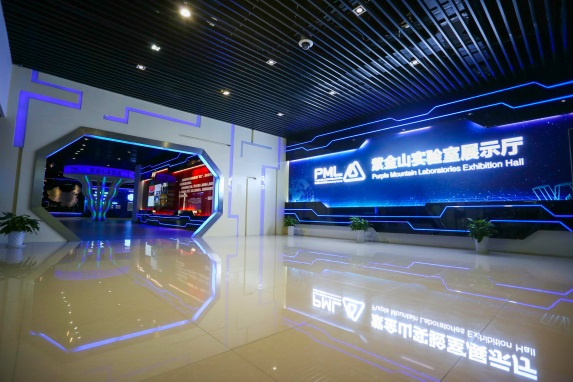 PML
紫金山实验室展示厅
Purple Mountain Laboratories Exhibition Hall